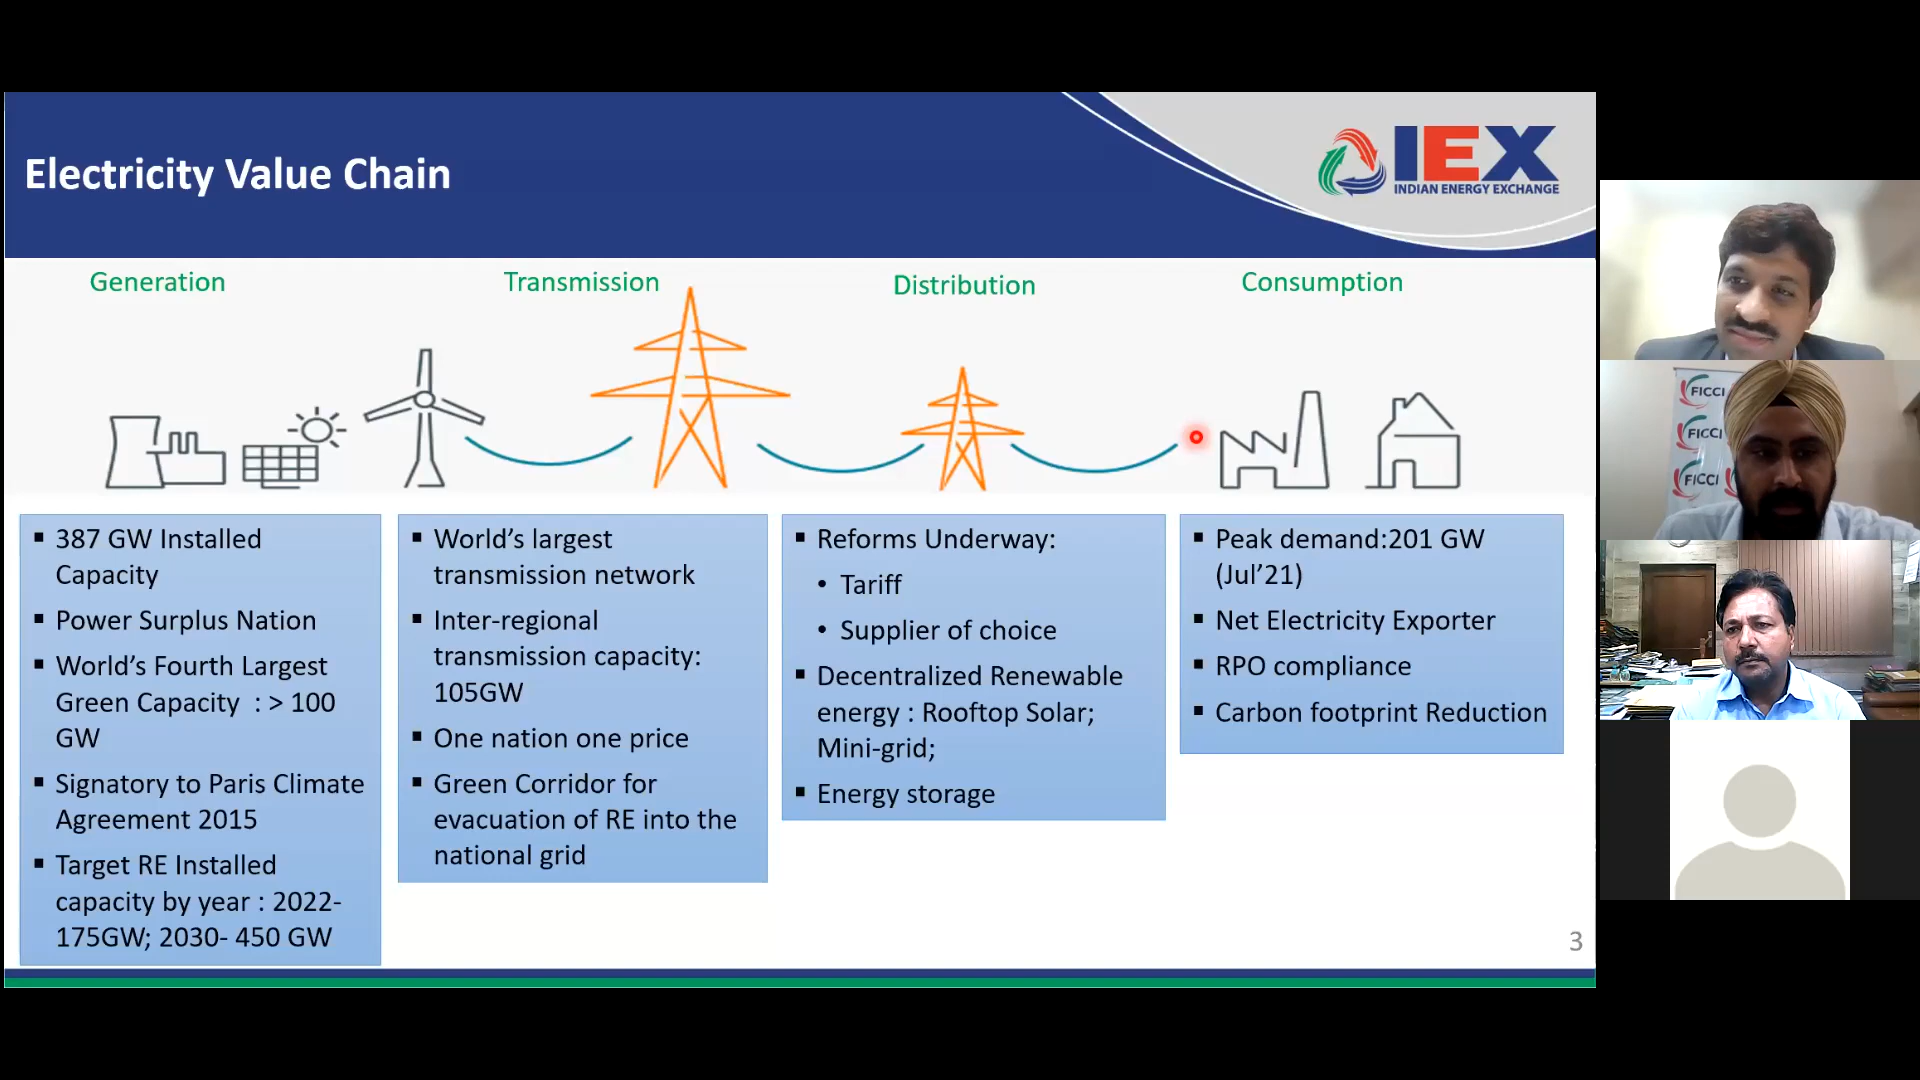 Electricity Value Chain
IEX
INDIAN ENERGY EXCHANGE
Generation
Transmission
Distribution
Consumption
▪ 387 GW Installed
Capacity
▪ Power Surplus Nation
▪ World’s Fourth Largest
Green Capacity : > 100
GW
▪ Signatory to Paris Climate
Agreement 2015
▪ Target RE Installed
capacity by year : 2022-
175GW; 2030- 450 GW
▪ World’s largest
transmission network
▪ Inter-regional
transmission capacity:
105GW
▪ One nation one price
▪ Green Corridor for
evacuation of RE into the
national grid
▪ Reforms Underway:
• Tariff
• Supplier of choice
▪ Decentralized Renewable
energy : Rooftop Solar;
Mini-grid;
▪ Energy storage
▪ Peak demand:201 GW
(Jul’21)
▪ Net Electricity Exporter
▪ RPO compliance
▪ Carbon footprint Reduction
3
FICCI
FICCI
FICCI